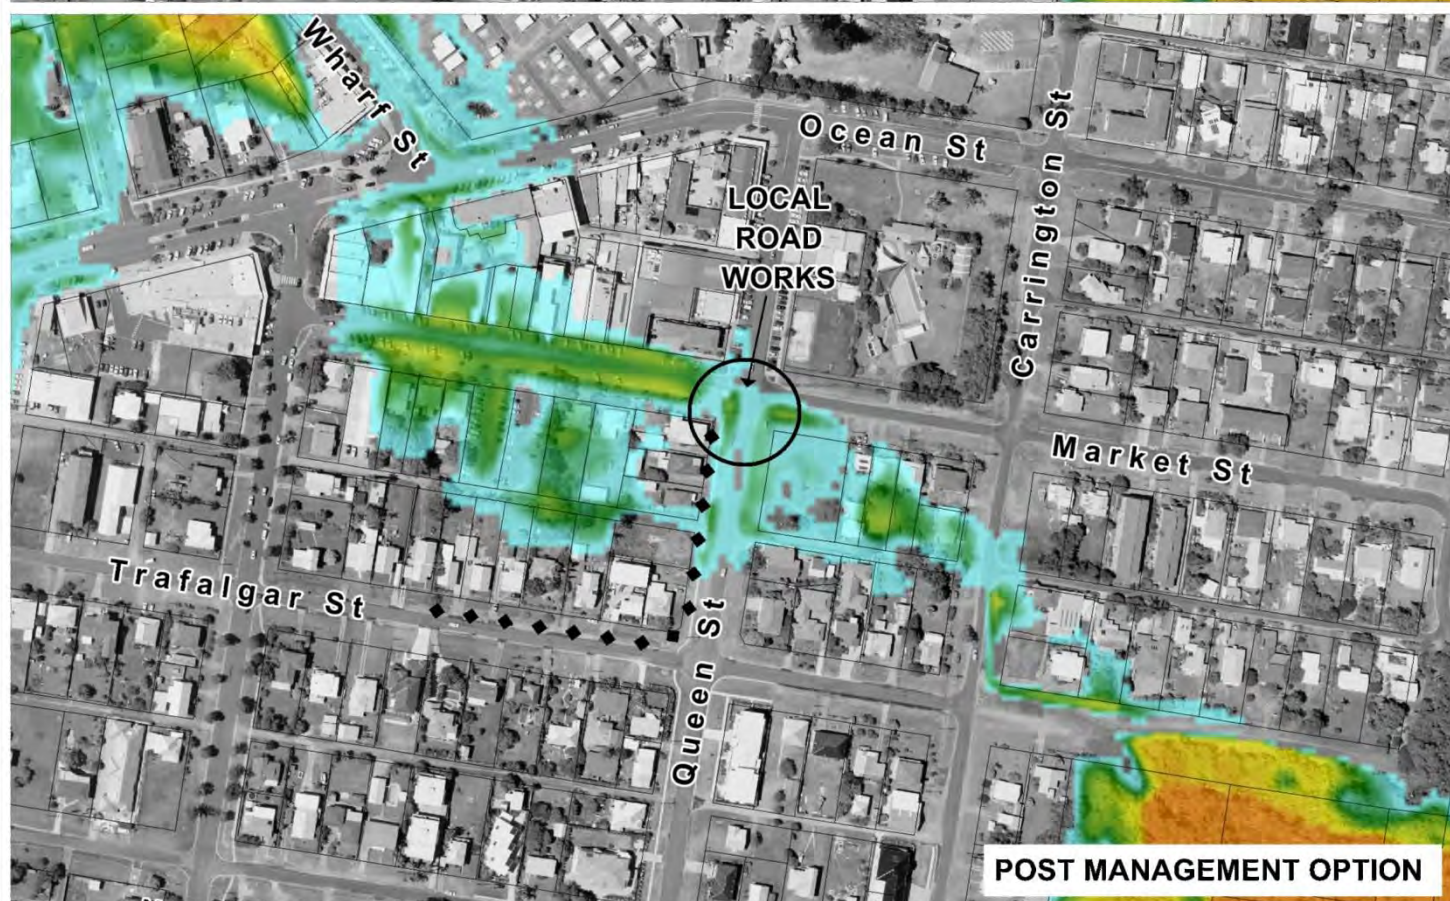 Wharf St
Ocean St
Carrington St
LOCAL
ROAD
WORKS
Market St
Trafalgar St
Queen St
POST MANAGEMENT OPTION